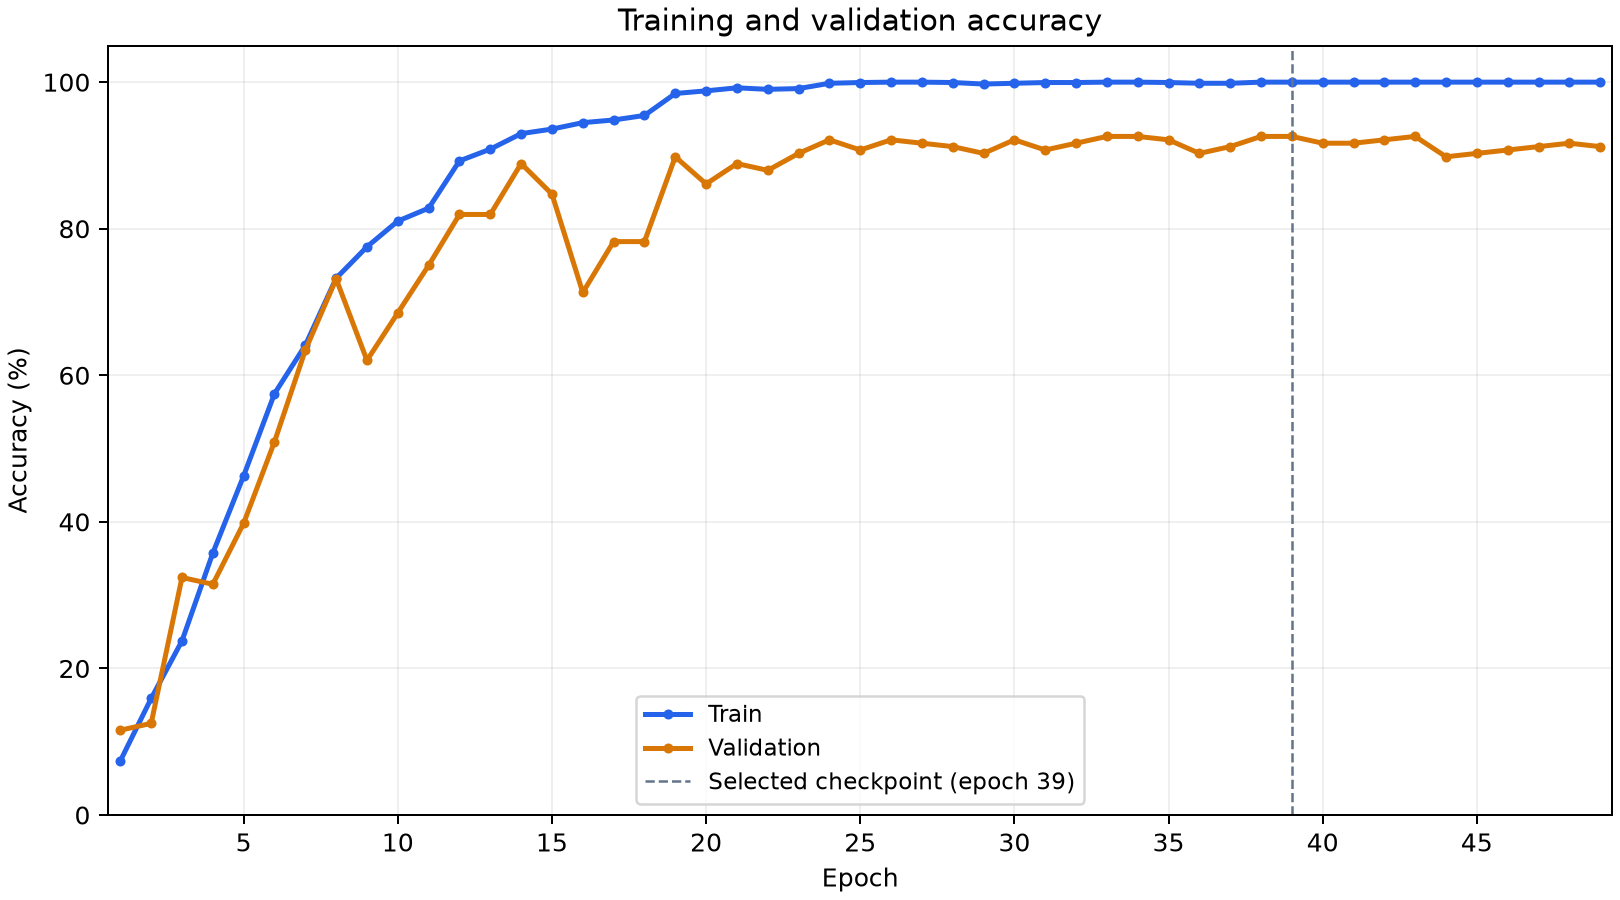 Training and validation accuracy
100
80
60
40
20
0
Accuracy (%)
Train
Validation
Selected checkpoint (epoch 39)
5 10 15 20 25 30 35 40 45
Epoch